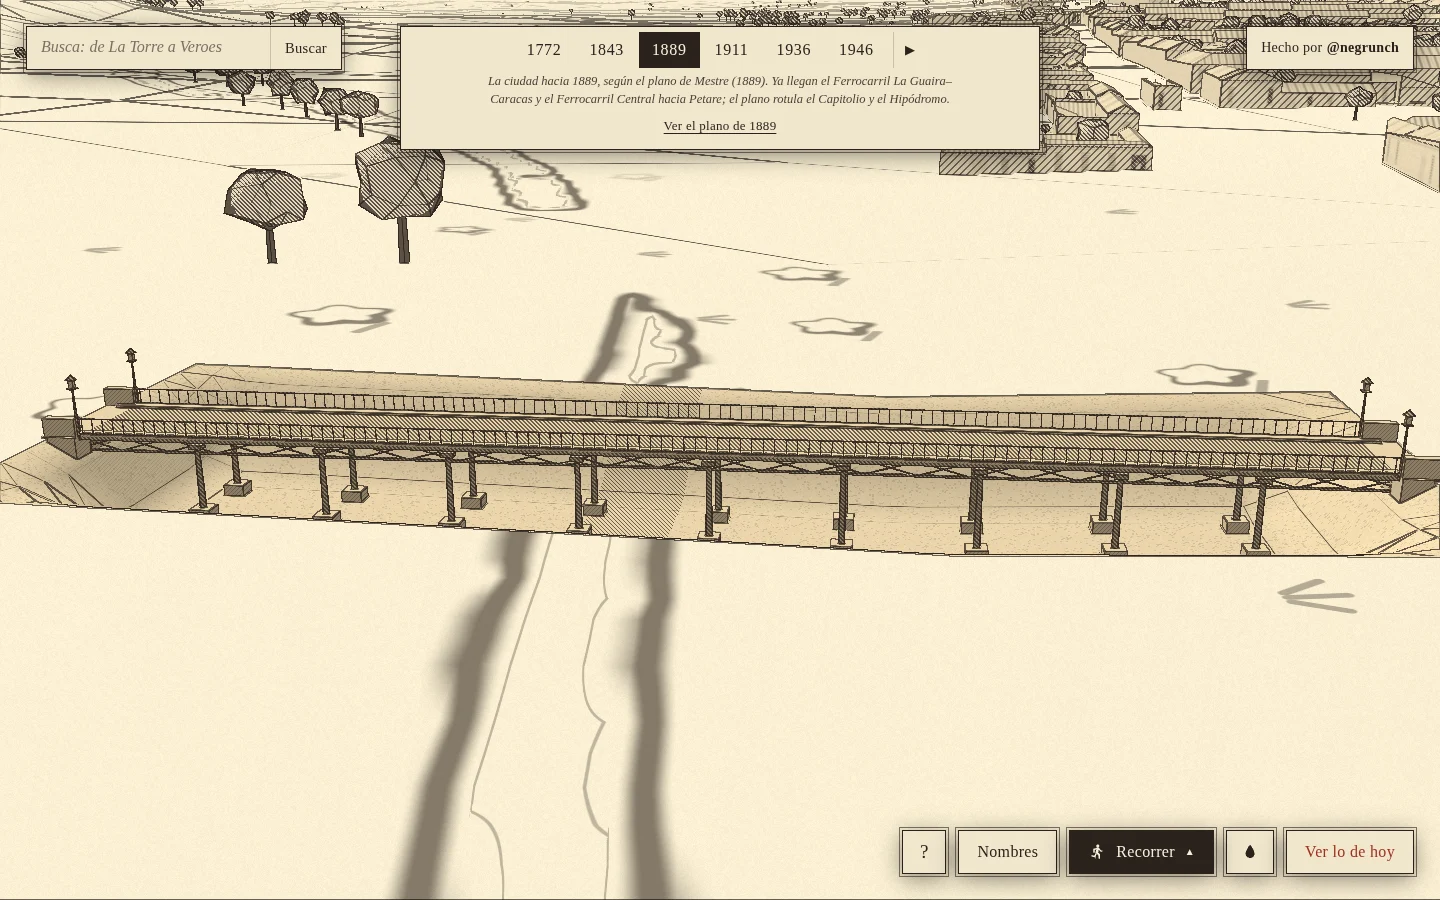 Busca: de La Torre a Veroes
Buscar
1772 1843 1889 1911 1936 1946 ▶
La ciudad hacia 1889, según el plano de Mestre (1889). Ya llegan el Ferrocarril La Guaira–
Caracas y el Ferrocarril Central hacia Petare; el plano rotula el Capitolio y el Hipódromo.
Ver el plano de 1889
Hecho por @negrunch
?
Nombres
Recorrer ▲
Ver lo de hoy